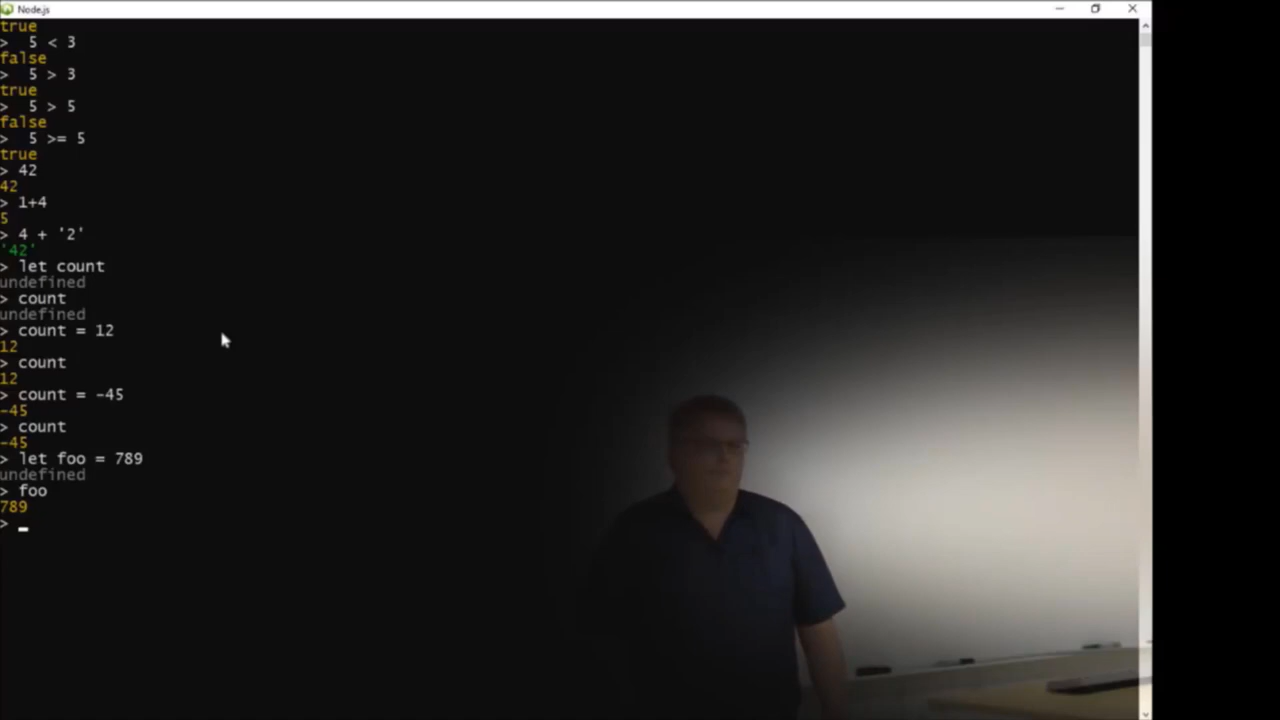 Node.js
true
>  5 < 3
false
>  5 > 3
true
>  5 > 5
false
>  5 >= 5
true
> 42
42
> 1+4
5
> 4 + '2'
'42'
> let count
undefined
> count
undefined
> count = 12
12
> count
12
> count = -45
-45
> count
-45
> let foo = 789
undefined
> foo
789
>